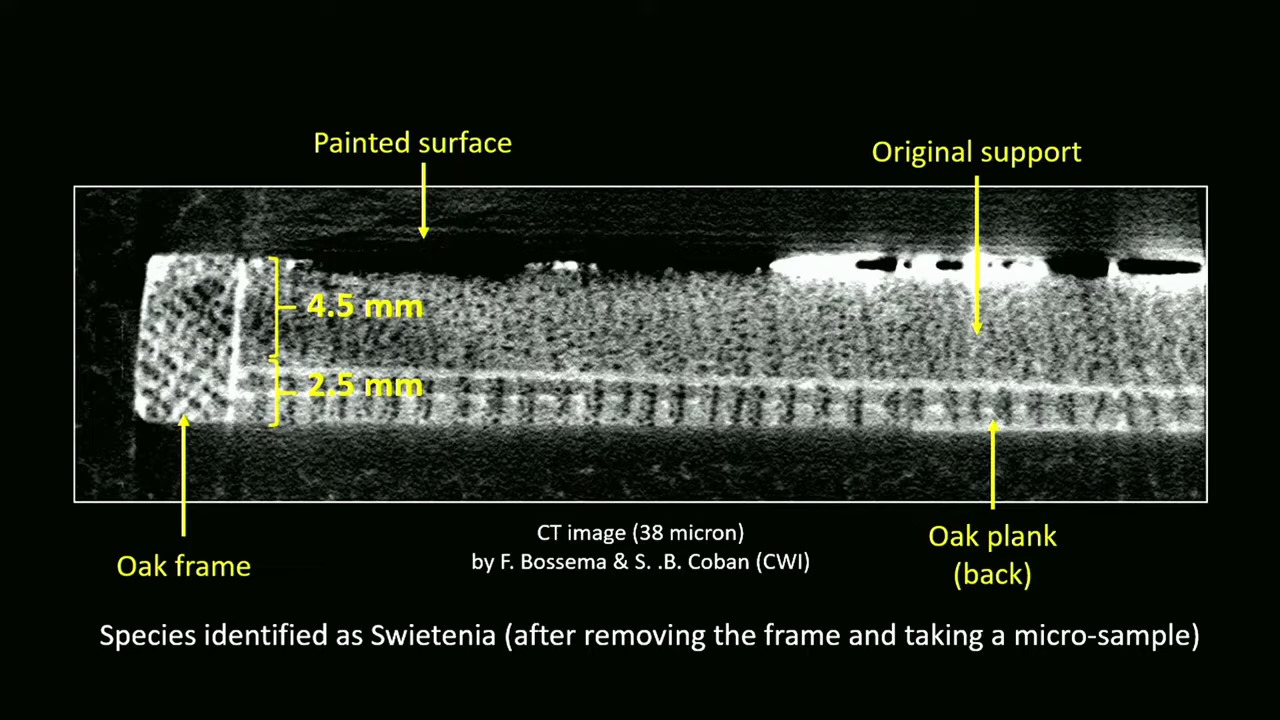 Painted surface
Original support
4.5 mm
2.5 mm
Oak frame
CT image (38 micron)
by F. Bossema & S. .B. Coban (CWI)
Oak plank
(back)
Species identified as Swietenia (after removing the frame and taking a micro-sample)